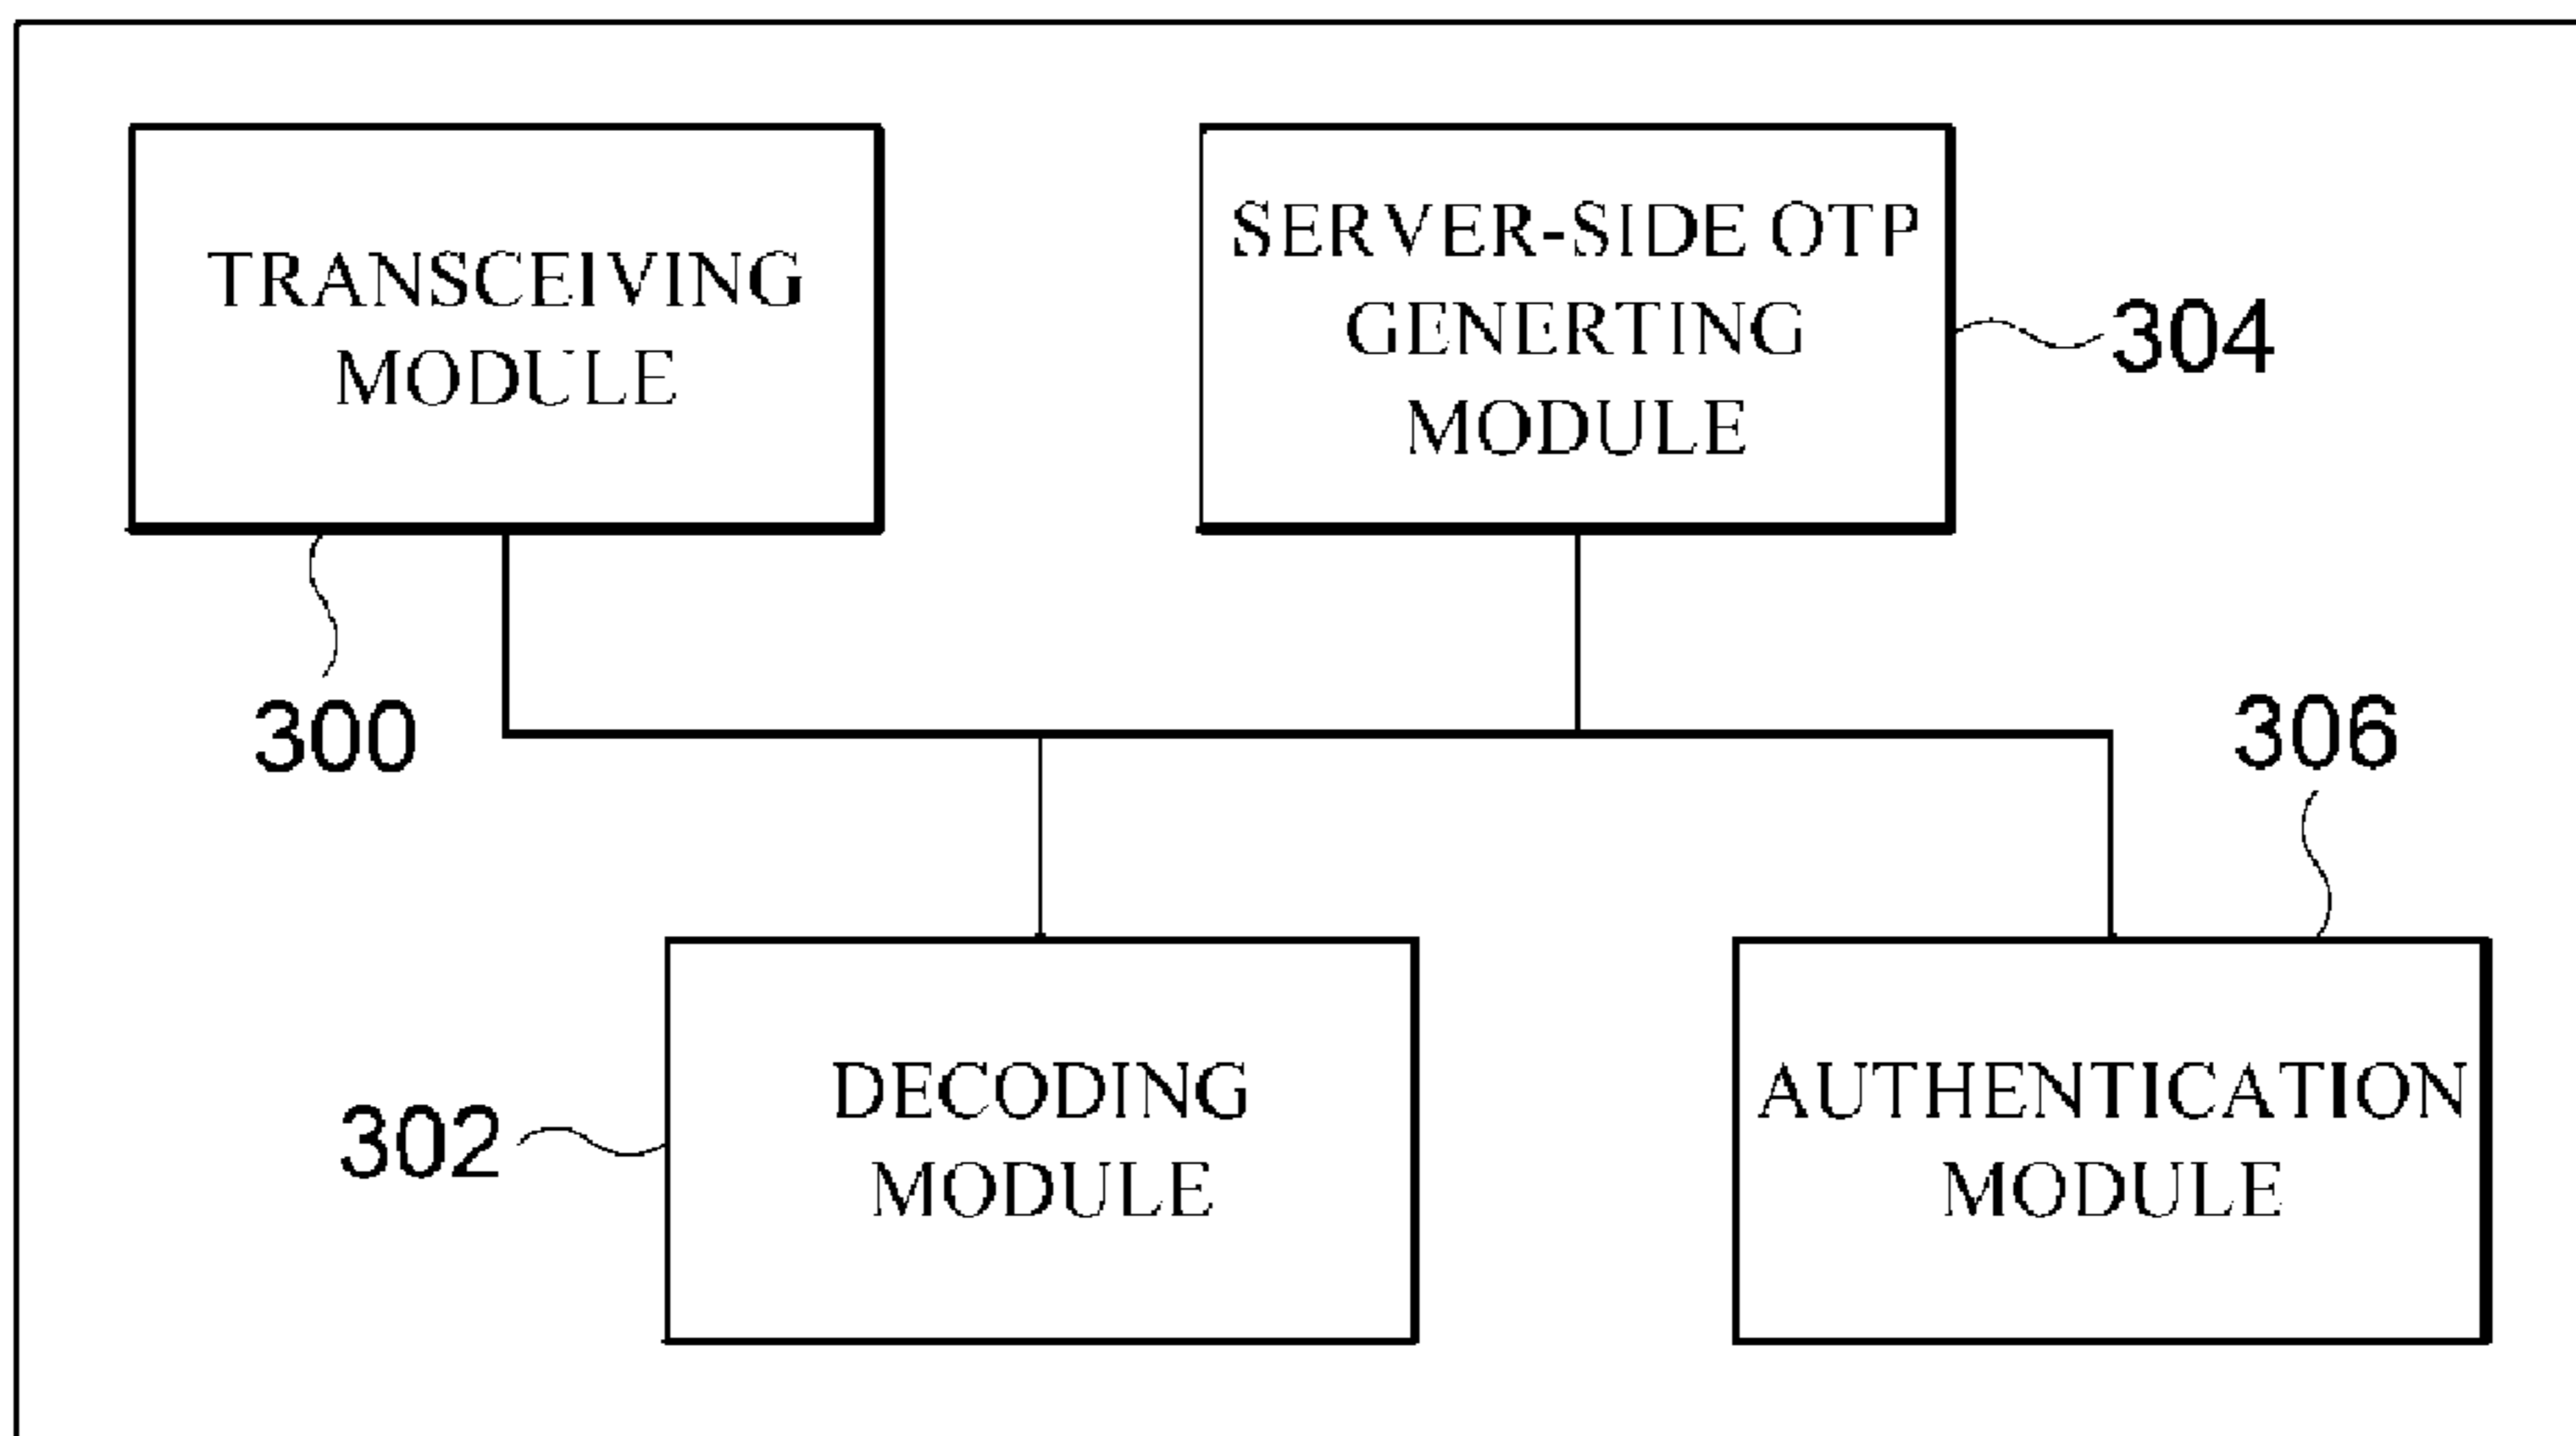 TRANSCEIVING
MODULE
300
SERVER-SIDE OTP
GENERTING
MODULE
304
302
DECODING
MODULE
306
AUTHENTICATION
MODULE